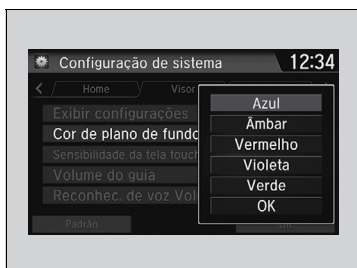 Configuração de sistema
12:34
Home
Visor
Exibir configurações
Cor de plano de fundo
Sensibilidade da tela touch
Volume do guia
Reconhec. de voz Vol
Padrão
OK
Azul
Âmbar
Vermelho
Violeta
Verde
OK